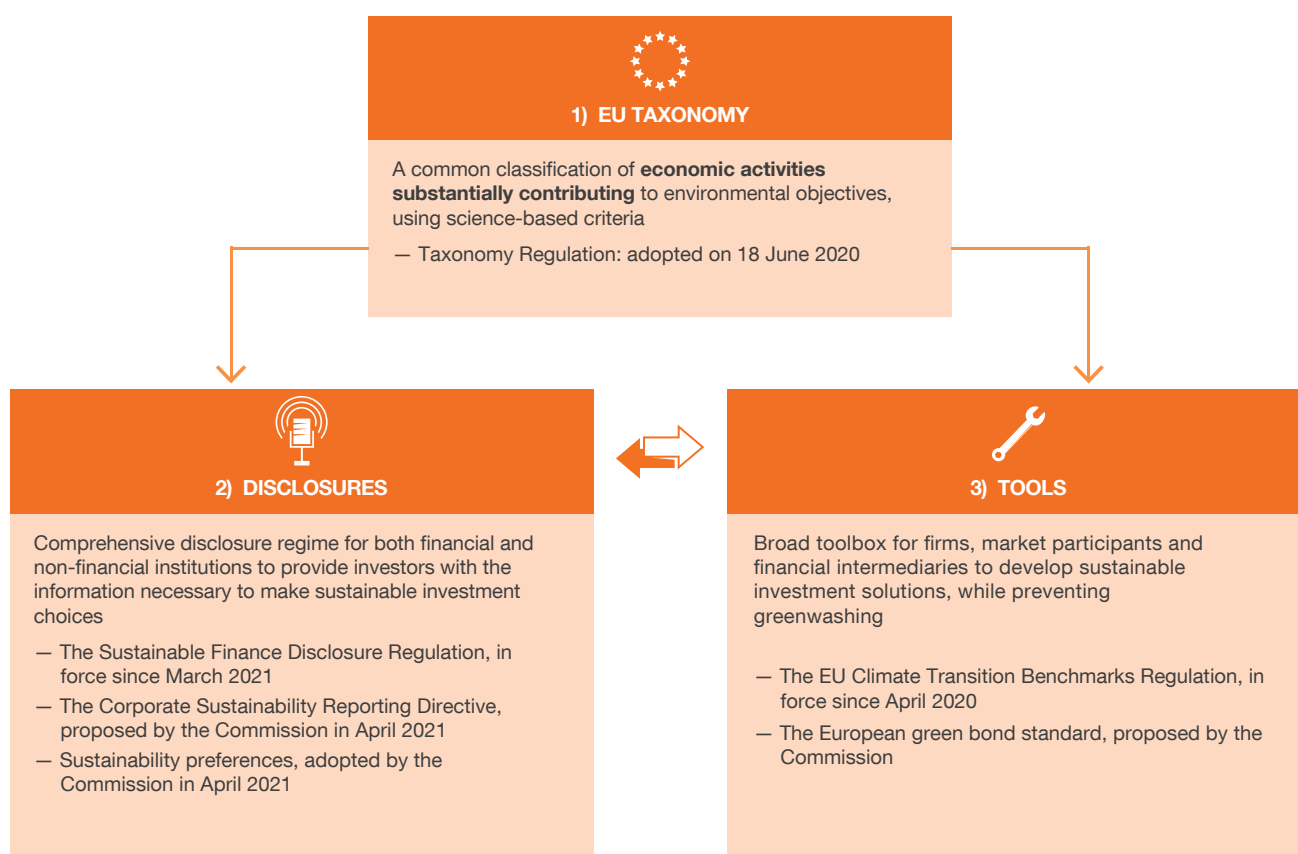 1) EU TAXONOMY
A common classification of economic activities
substantially contributing to environmental objectives,
using science-based criteria
— Taxonomy Regulation: adopted on 18 June 2020
2) DISCLOSURES
Comprehensive disclosure regime for both financial and
non-financial institutions to provide investors with the
information necessary to make sustainable investment
choices
— The Sustainable Finance Disclosure Regulation, in
force since March 2021
— The Corporate Sustainability Reporting Directive,
proposed by the Commission in April 2021
— Sustainability preferences, adopted by the
Commission in April 2021
3) TOOLS
Broad toolbox for firms, market participants and
financial intermediaries to develop sustainable
investment solutions, while preventing
greenwashing
— The EU Climate Transition Benchmarks Regulation, in
force since April 2020
— The European green bond standard, proposed by the
Commission